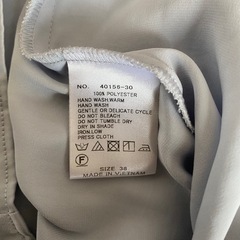 NO. 40156-30
100% POLYESTER
HAND WASH,WARM
HAND WASH
GENTLE OR DELICATE CYCLE
DO NOT BLEACH
DO NOT TUMBLE DRY
DRY IN SHADE
IRON,LOW
PRESS CLOTH
F
SIZE 38
MADE IN VIETNAM